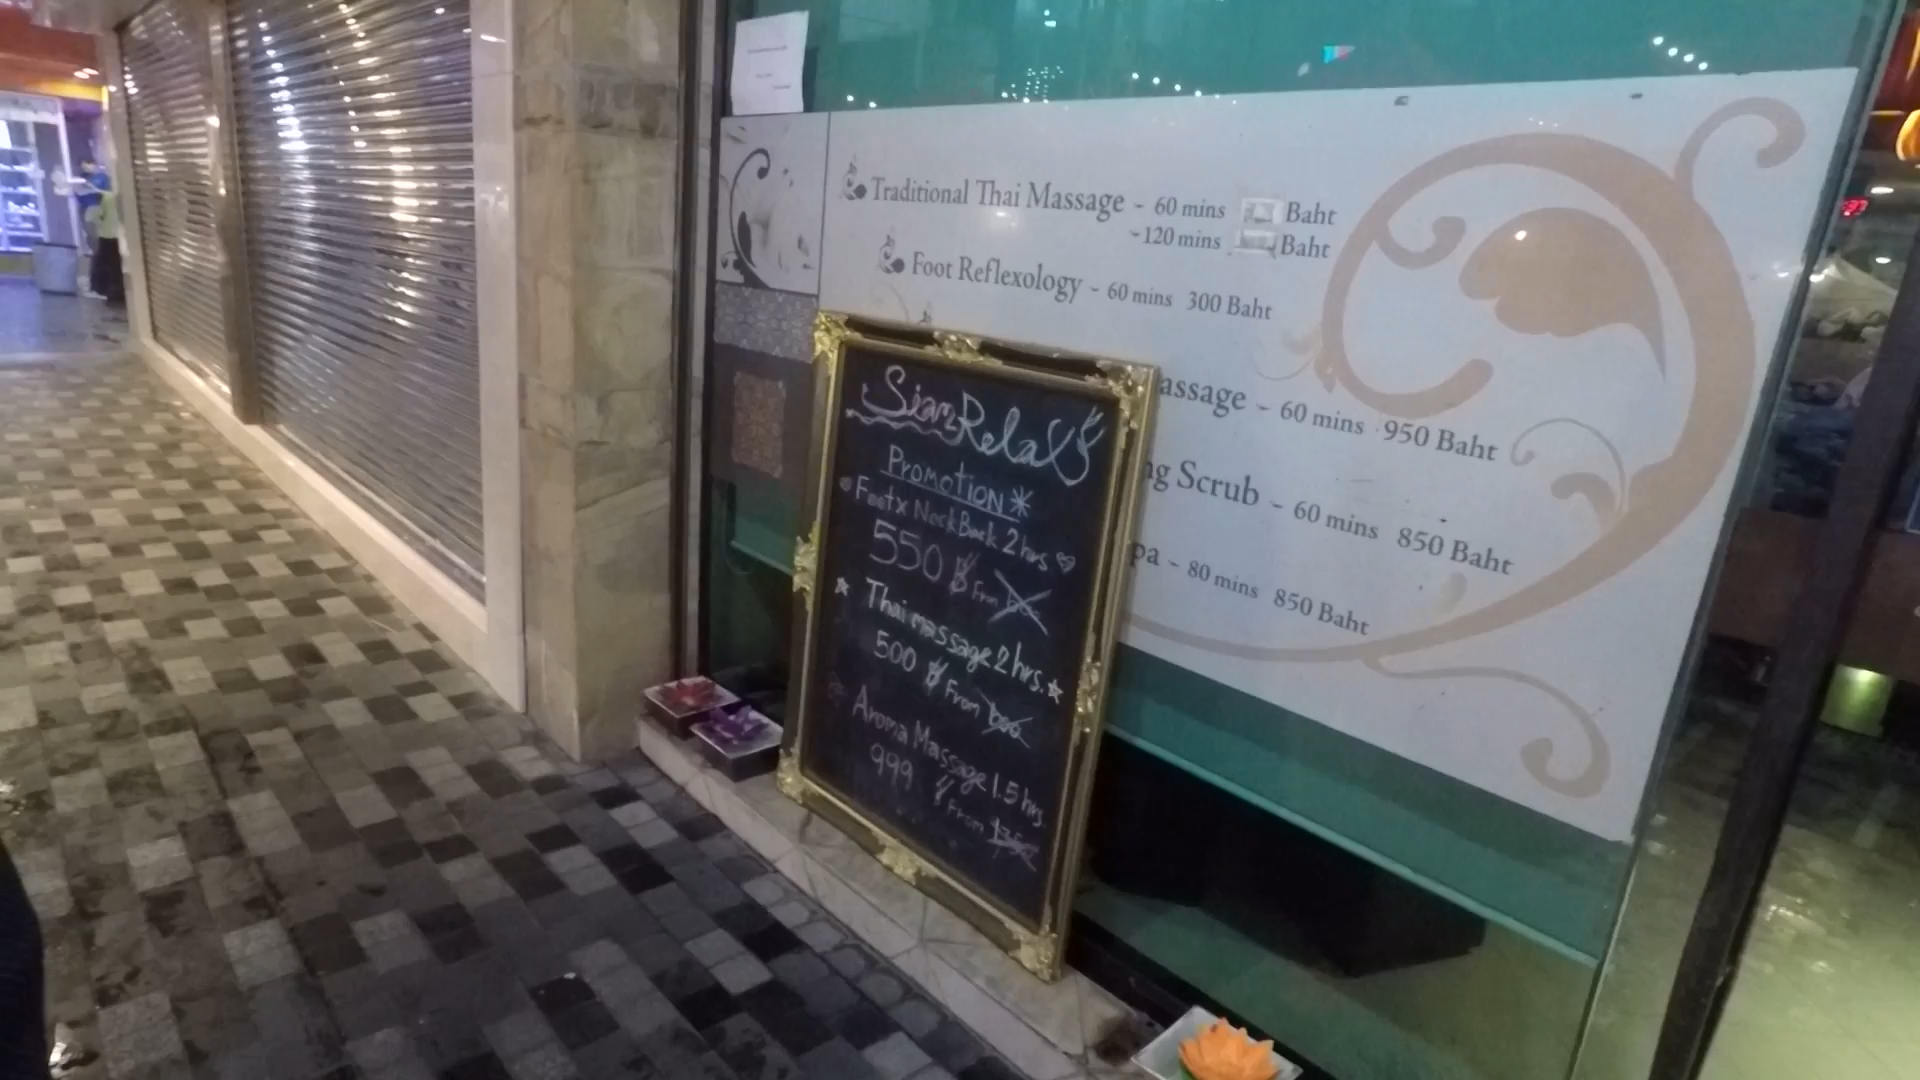 Traditional Thai Massage - 60 mins Baht
-120 mins Baht
Foot Reflexology - 60 mins 300 Baht
assage - 60 mins 950 Baht
ng Scrub - 60 mins 850 Baht
pa - 80 mins 850 Baht
Siam Relax
Promotion*
Foot x Neck Back 2 hrs
550 ฿ From
Thai massage 2 hrs.
500 ฿ From 600
Aroma Massage 1.5 hrs.
999 ฿ From